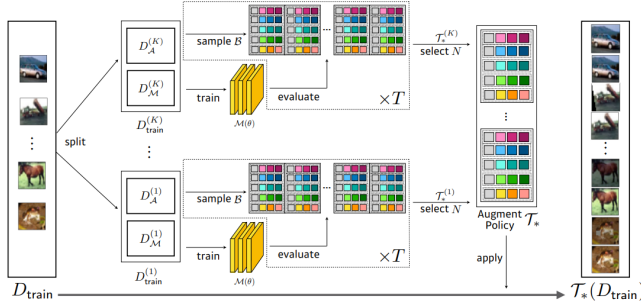 D_A^{(K)}
D_M^{(K)}
D_train^{(K)}
sample B
...
train
M(θ)
evaluate
×T
T_*^{(K)}
select N
split
⋮
⋮
⋮
⋮
D_A^{(1)}
D_M^{(1)}
D_train^{(1)}
sample B
...
train
M(θ)
evaluate
×T
T_*^{(1)}
select N
Augment
Policy T_*
apply
D_train
T_*(D_train)